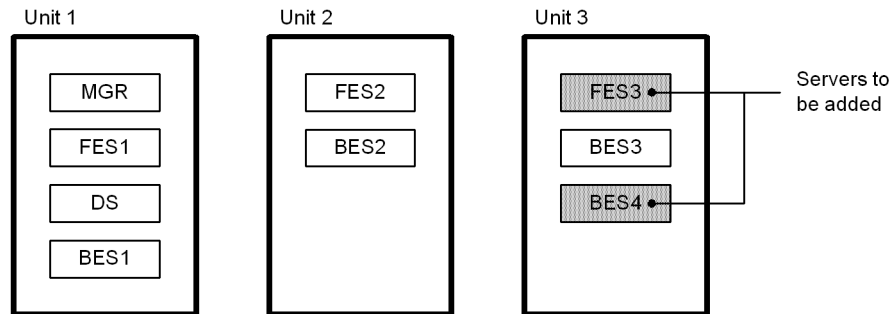 Unit 1
MGR
FES1
DS
BES1
Unit 2
FES2
BES2
Unit 3
FES3
BES3
BES4
Servers to
be added